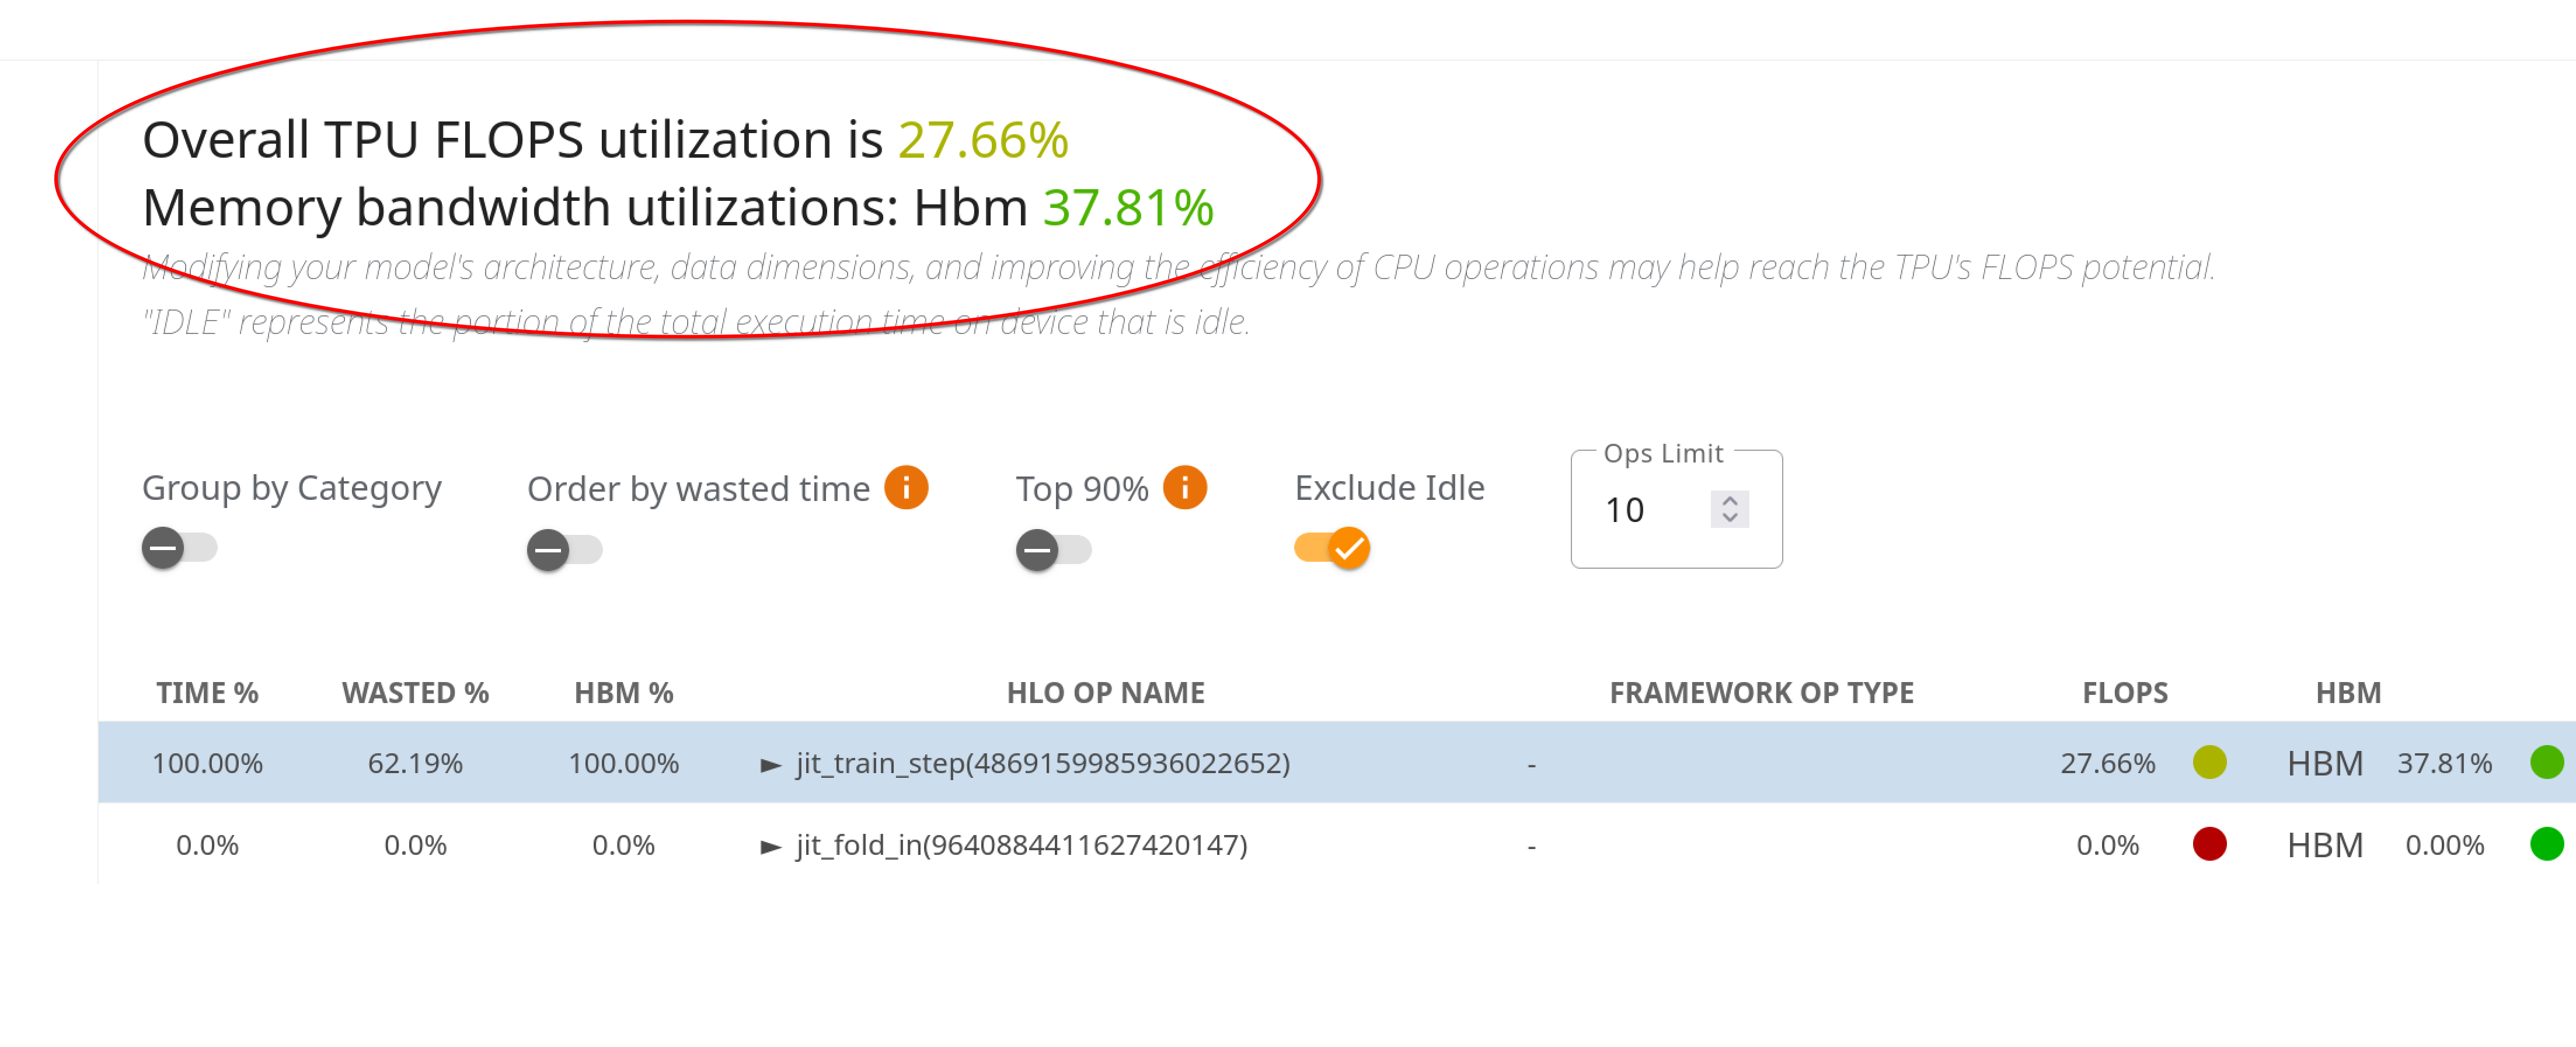 Overall TPU FLOPS utilization is 27.66%
Memory bandwidth utilizations: Hbm 37.81%
Modifying your model's architecture, data dimensions, and improving the efficiency of CPU operations may help reach the TPU's FLOPS potential.
"IDLE" represents the portion of the total execution time on device that is idle.
Group by Category Order by wasted time Top 90% Exclude Idle Ops Limit
10
TIME % WASTED % HBM % HLO OP NAME FRAMEWORK OP TYPE FLOPS HBM
100.00% 62.19% 100.00% ► jit_train_step(4869159985936022652) - 27.66% HBM 37.81%
0.0% 0.0% 0.0% ► jit_fold_in(9640884411627420147) - 0.0% HBM 0.00%